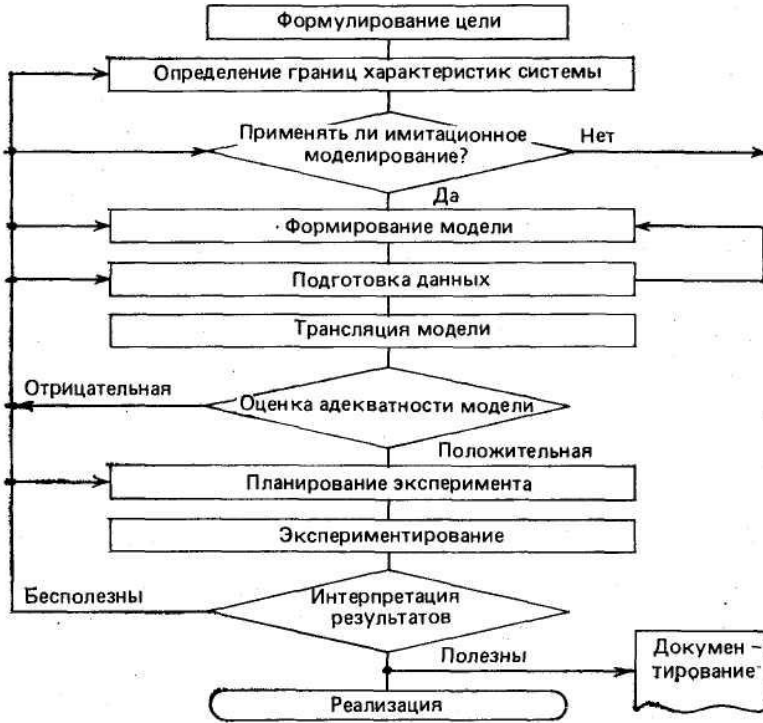 Формулирование цели
Определение границ характеристик системы
Применять ли имитационное
моделирование?
Нет
Да
Формирование модели
Подготовка данных
Трансляция модели
Отрицательная
Оценка адекватности модели
Положительная
Планирование эксперимента
Экспериментирование
Бесполезны
Интерпретация
результатов
Полезны
Докумен -
тирование
Реализация